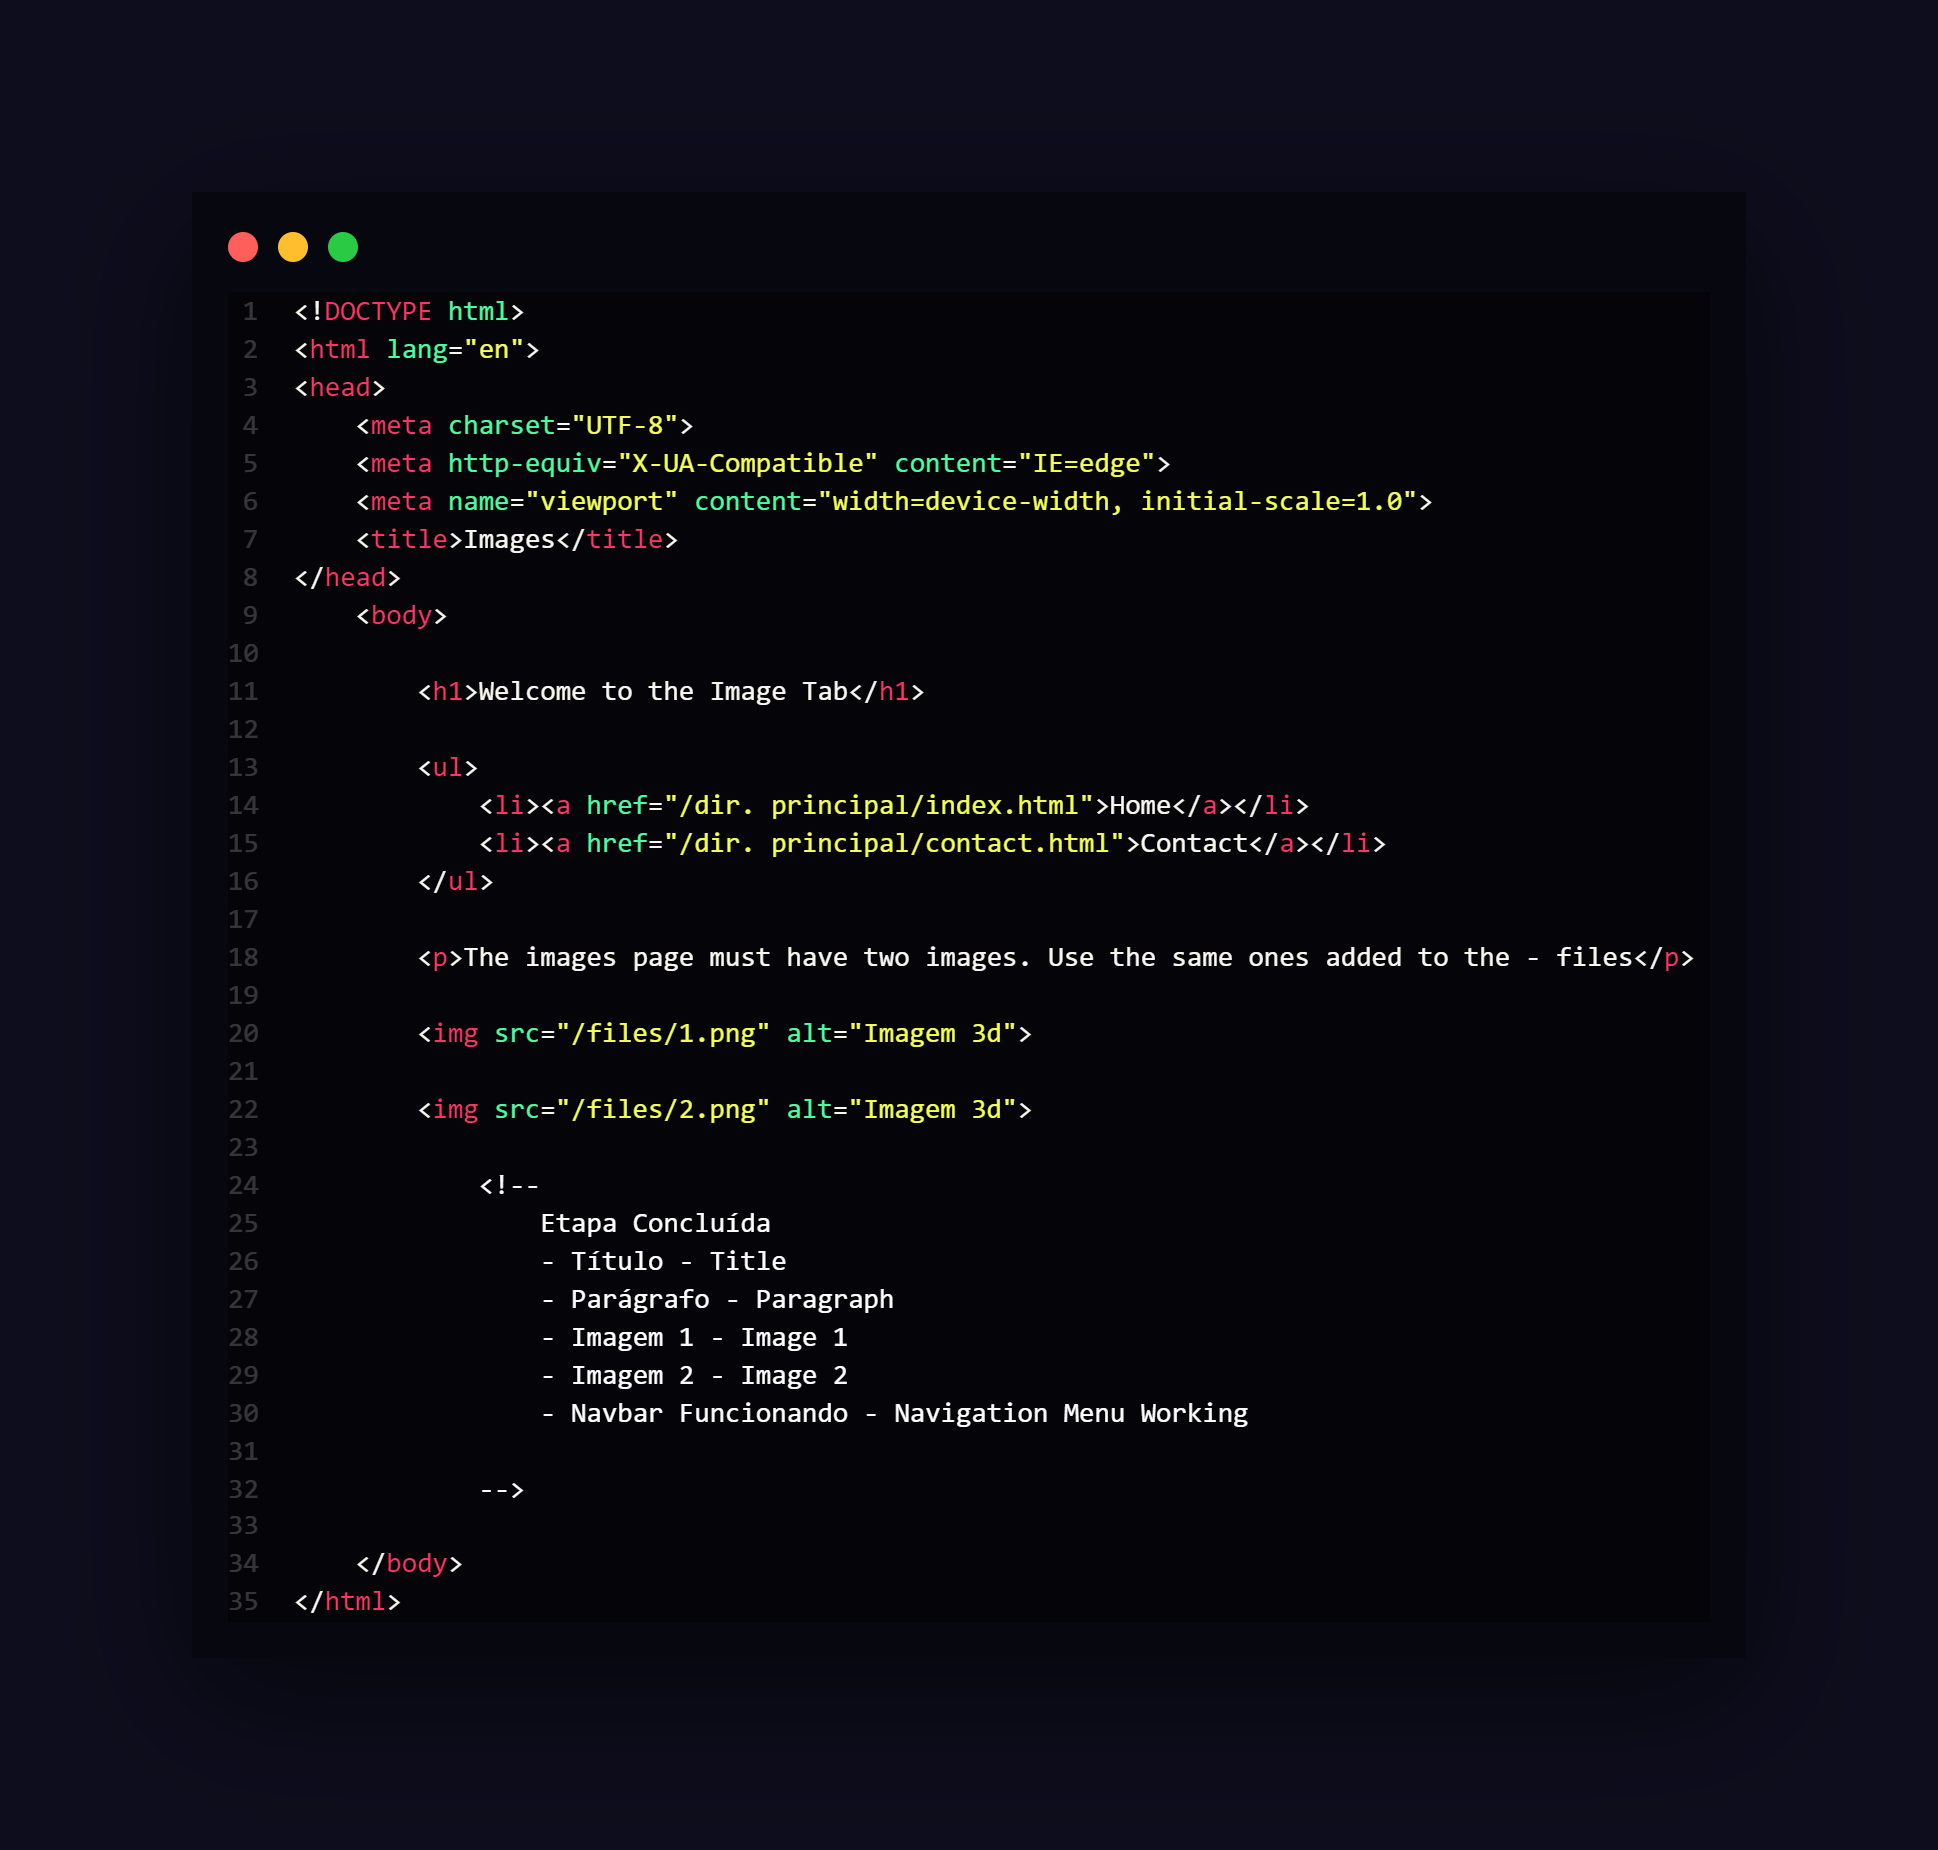 1 <!DOCTYPE html>
2 <html lang="en">
3 <head>
4     <meta charset="UTF-8">
5     <meta http-equiv="X-UA-Compatible" content="IE=edge">
6     <meta name="viewport" content="width=device-width, initial-scale=1.0">
7     <title>Images</title>
8 </head>
9     <body>
10
11         <h1>Welcome to the Image Tab</h1>
12
13         <ul>
14             <li><a href="/dir. principal/index.html">Home</a></li>
15             <li><a href="/dir. principal/contact.html">Contact</a></li>
16         </ul>
17
18         <p>The images page must have two images. Use the same ones added to the - files</p>
19
20         <img src="/files/1.png" alt="Imagem 3d">
21
22         <img src="/files/2.png" alt="Imagem 3d">
23
24             <!--
25                 Etapa Concluída
26                 - Título - Title
27                 - Parágrafo - Paragraph
28                 - Imagem 1 - Image 1
29                 - Imagem 2 - Image 2
30                 - Navbar Funcionando - Navigation Menu Working
31
32             -->
33
34     </body>
35 </html>